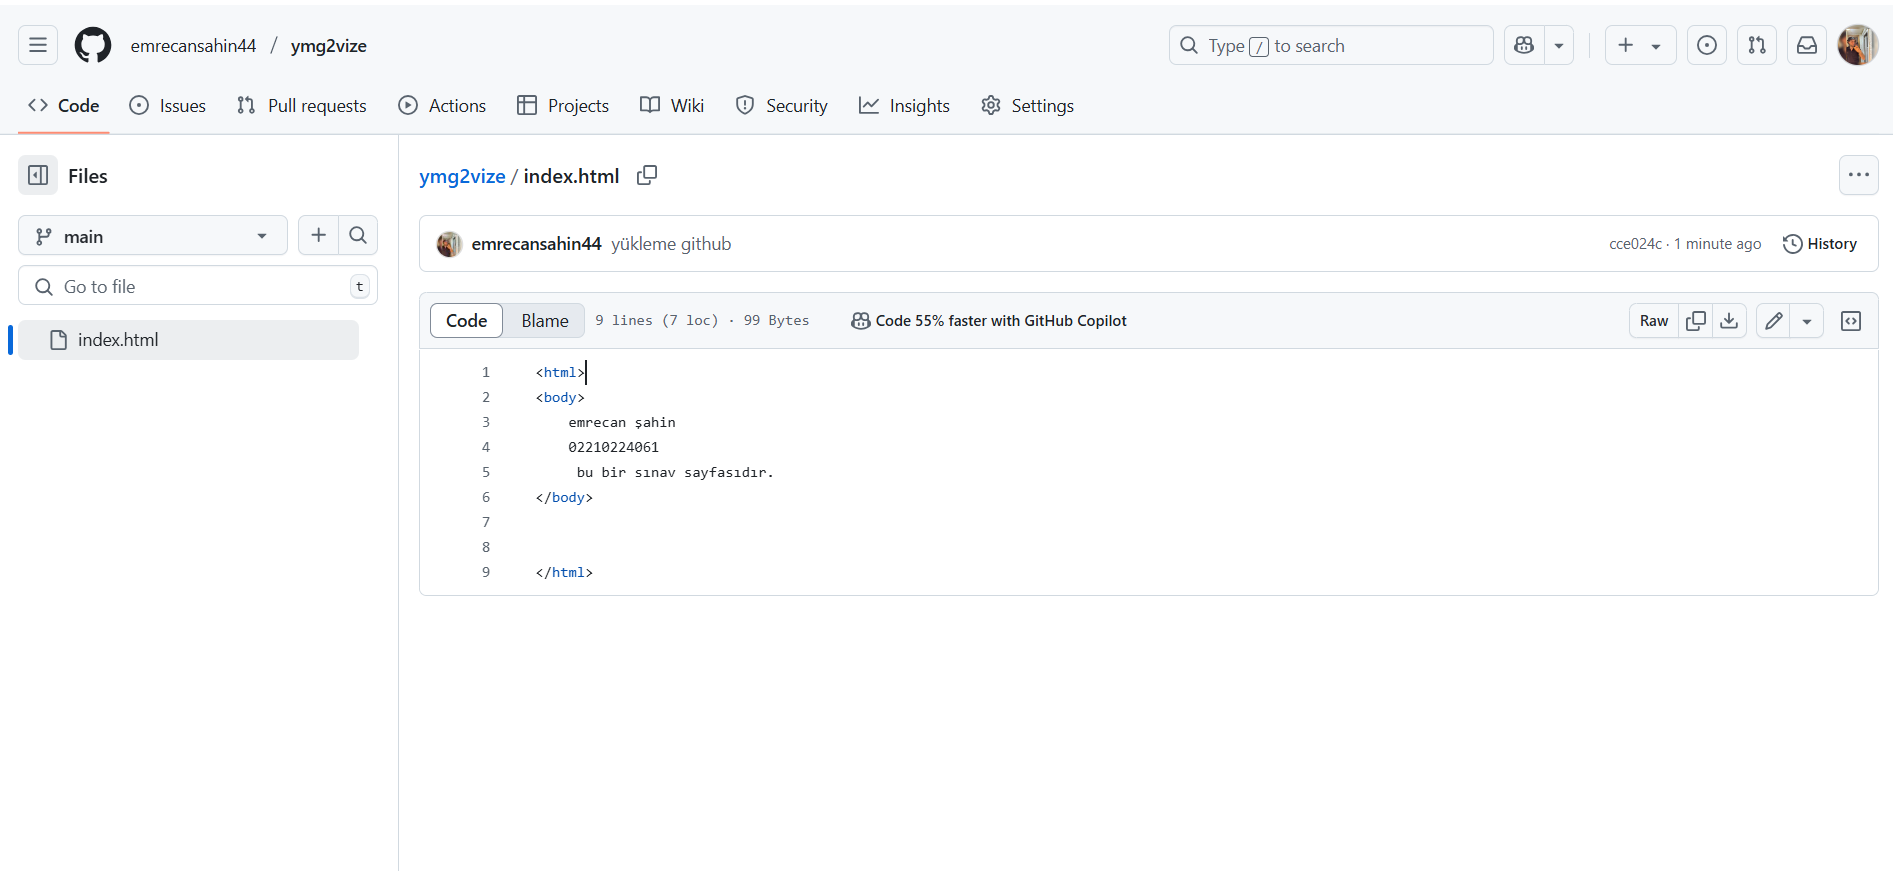 emrecansahin44 / ymg2vize
Type / to search
Code Issues Pull requests Actions Projects Wiki Security Insights Settings
Files
main
Go to file t
index.html
ymg2vize / index.html
emrecansahin44 yükleme github
cce024c · 1 minute ago History
Code Blame 9 lines (7 loc) · 99 Bytes Code 55% faster with GitHub Copilot Raw
1 <html>
2 <body>
3 emrecan şahin
4 02210224061
5 bu bir sınav sayfasıdır.
6 </body>
7
8
9 </html>